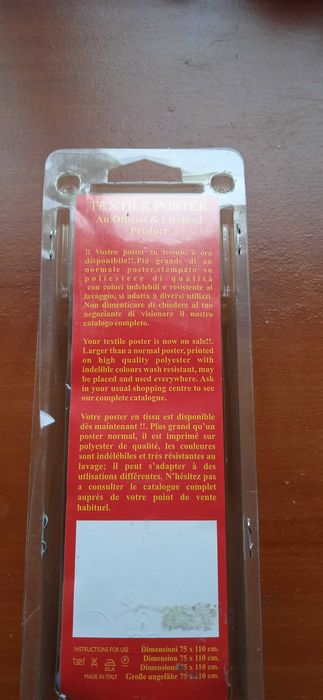 TEXTILE POSTER
An Official & Licensed
Product
Il Vostro poster su tessuto è ora
disponibile!!.Più grande di un
normale poster,stampato su
poliestere di qualità
con colori indelebili e resistente al
lavaggio, si adatta a diversi utilizzi.
Non dimenticare di chiedere al tuo
negoziante di visionare il nostro
catalogo completo.
Your textile poster is now on sale!!.
Larger than a normal poster, printed
on high quality polyester with
indelible colours wash resistant, may
be placed and used everywhere. Ask
in your usual shopping centre to see
our complete catalogue.
Votre poster en tissu est disponible
dès maintenant !!. Plus grand qu'un
poster normal, il est imprimé sur
polyester de qualité, les couleurs
sont indélébiles et très résistantes au
lavage; il peut s'adapter à des
utlisations différentes. N'hésitez pas
a consulter le catalogue complet
auprès de votre point de vente
habituel.
INSTRUCTIONS FOR USE
SILK
MADE IN ITALY
Dimensioni 75 x 110 cm.
Dimension 75 x 110 cm.
Dimensions 75 x 110 cm.
Große ungefähr 75 x 110 cm.